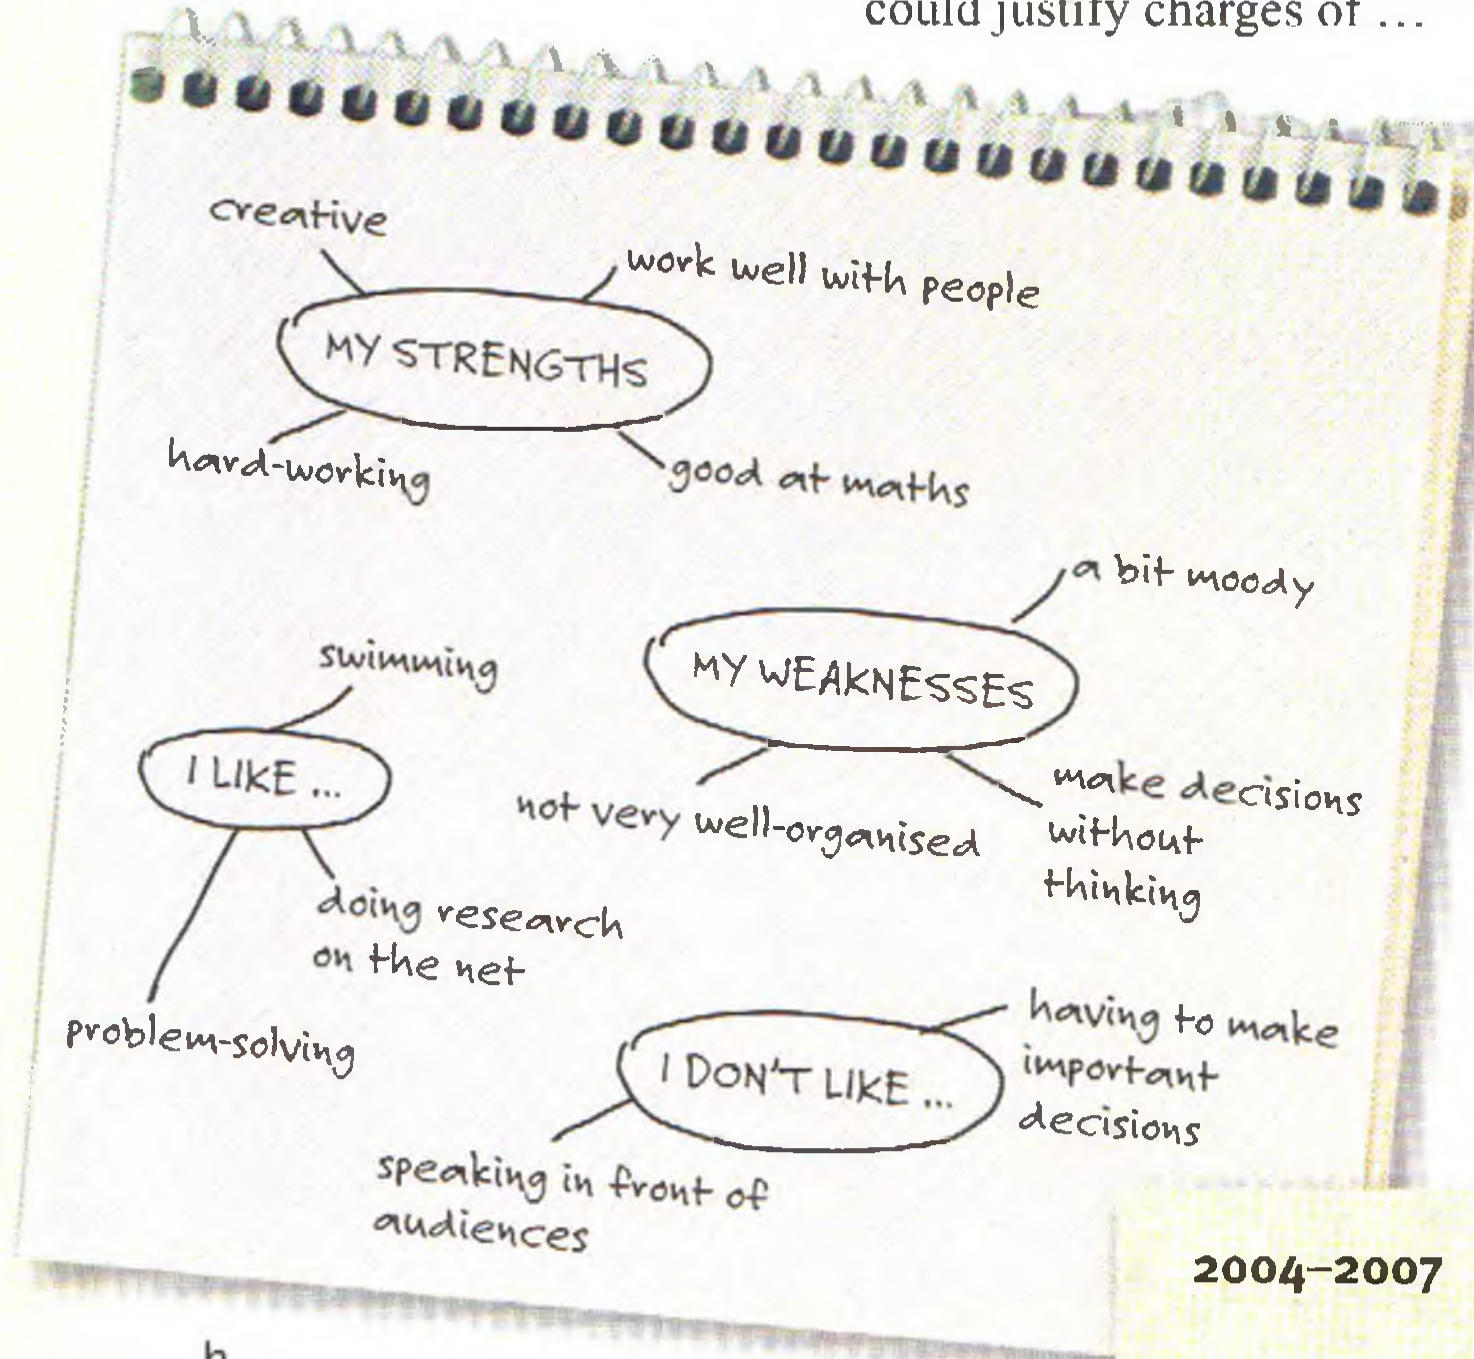 could justify charges of ...
creative
work well with people
MY STRENGTHS
hard-working
good at maths
a bit moody
MY WEAKNESSES
not very well-organised
make decisions
without
thinking
swimming
I LIKE ...
doing research
on the net
problem-solving
having to make
important
decisions
I DON'T LIKE ...
speaking in front of
audiences
2004–2007
h